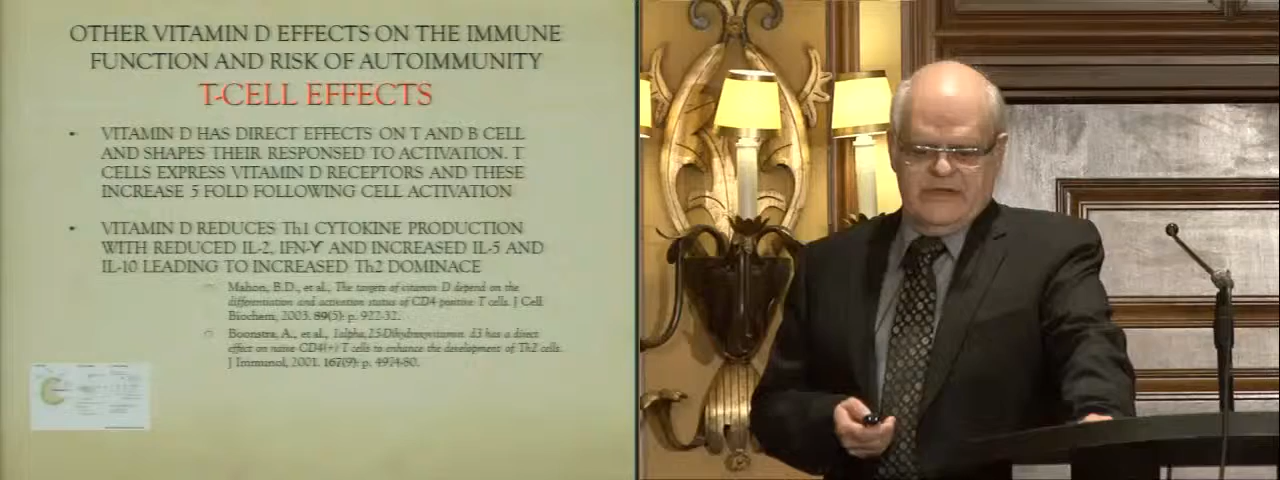 OTHER VITAMIN D EFFECTS ON THE IMMUNE
FUNCTION AND RISK OF AUTOIMMUNITY
T-CELL EFFECTS
• VITAMIN D HAS DIRECT EFFECTS ON T AND B CELL
AND SHAPES THEIR RESPONSED TO ACTIVATION. T
CELLS EXPRESS VITAMIN D RECEPTORS AND THESE
INCREASE 5 FOLD FOLLOWING CELL ACTIVATION
• VITAMIN D REDUCES Th1 CYTOKINE PRODUCTION
WITH REDUCED IL-2, IFN-Y AND INCREASED IL-5 AND
IL-10 LEADING TO INCREASED Th2 DOMINACE
Mahon, B.D., et al., The targets of vitamin D depend on the
differentiation and activation status of CD4 positive T cells. J Cell
Biochem, 2003. 89(5): p. 922-32.
Boonstra, A., et al., 1alpha,25-Dihydroxyvitamin d3 has a direct
effect on naive CD4(+) T cells to enhance the development of Th2 cells.
J Immunol, 2001. 167(9): p. 4974-80.